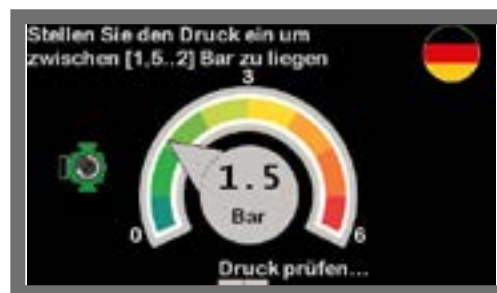 Stellen Sie den Druck ein um
zwischen [1,5..2] Bar zu liegen
3
1.5
Bar
0
6
Druck prüfen...